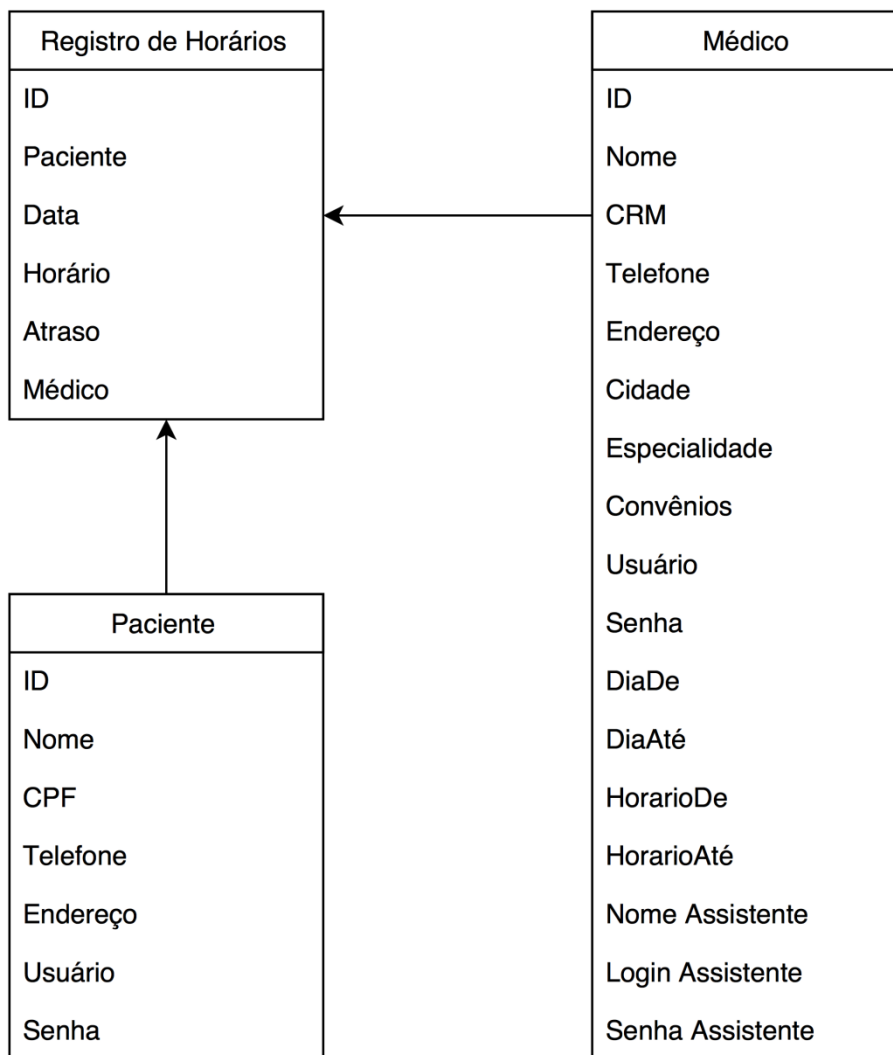 Registro de Horários
ID
Paciente
Data
Horário
Atraso
Médico
Médico
ID
Nome
CRM
Telefone
Endereço
Cidade
Especialidade
Convênios
Usuário
Senha
DiaDe
DiaAté
HorarioDe
HorarioAté
Nome Assistente
Login Assistente
Senha Assistente
Paciente
ID
Nome
CPF
Telefone
Endereço
Usuário
Senha